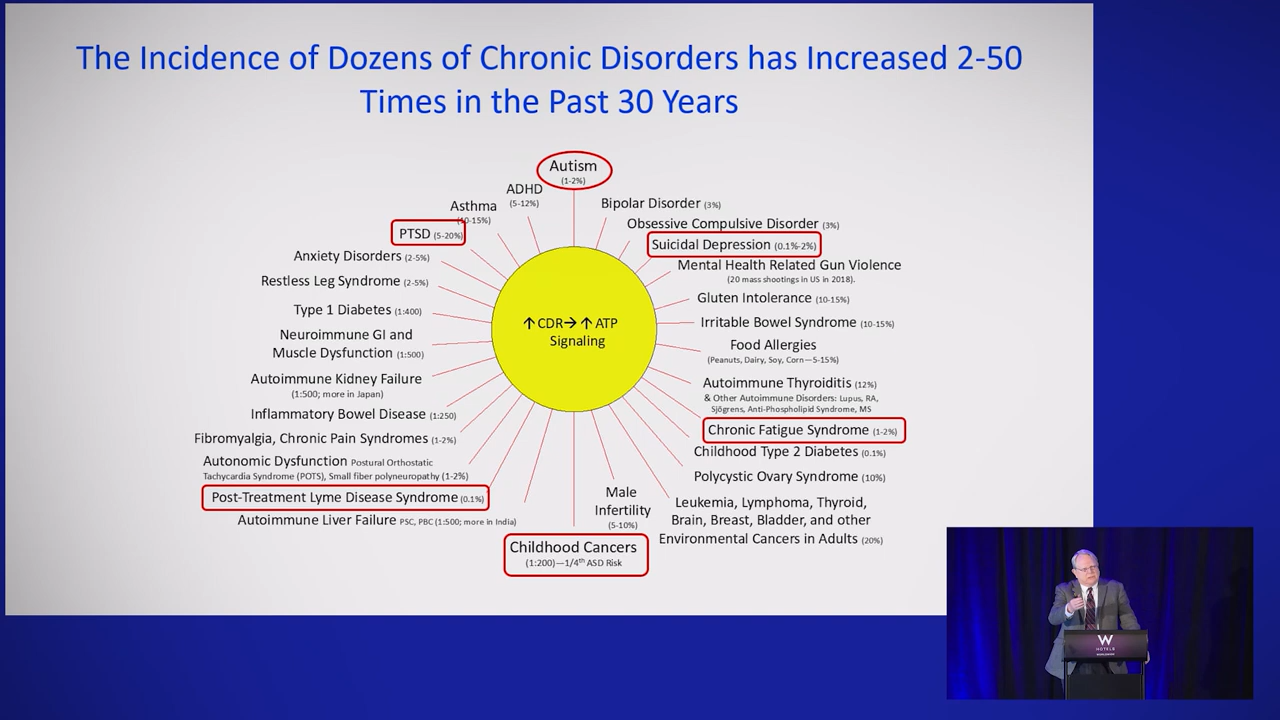 The Incidence of Dozens of Chronic Disorders has Increased 2-50
Times in the Past 30 Years
Autism
(1-2%)
ADHD
(5-12%)
Asthma
(10-15%)
PTSD (5-20%)
Anxiety Disorders (2-5%)
Restless Leg Syndrome (2-5%)
Type 1 Diabetes (1:400)
Neuroimmune GI and
Muscle Dysfunction (1:500)
Autoimmune Kidney Failure
(1:500; more in Japan)
Inflammatory Bowel Disease (1:250)
Fibromyalgia, Chronic Pain Syndromes (1-2%)
Autonomic Dysfunction Postural Orthostatic
Tachycardia Syndrome (POTS), Small fiber polyneuropathy (1-2%)
Post-Treatment Lyme Disease Syndrome (0.1%)
Autoimmune Liver Failure PSC, PBC (1:500; more in India)
↑ CDR→ ↑ ATP
Signaling
Bipolar Disorder (3%)
Obsessive Compulsive Disorder (3%)
Suicidal Depression (0.1%-2%)
Mental Health Related Gun Violence
(20 mass shootings in US in 2018).
Gluten Intolerance (10-15%)
Irritable Bowel Syndrome (10-15%)
Food Allergies
(Peanuts, Dairy, Soy, Corn—5-15%)
Autoimmune Thyroiditis (12%)
& Other Autoimmune Disorders: Lupus, RA,
Sjögrens, Anti-Phospholipid Syndrome, MS
Chronic Fatigue Syndrome (1-2%)
Childhood Type 2 Diabetes (0.1%)
Polycystic Ovary Syndrome (10%)
Leukemia, Lymphoma, Thyroid,
Brain, Breast, Bladder, and other
Environmental Cancers in Adults (20%)
Male
Infertility
(5-10%)
Childhood Cancers
(1:200)—1/4th ASD Risk
W
HOTELS
WORLDWIDE